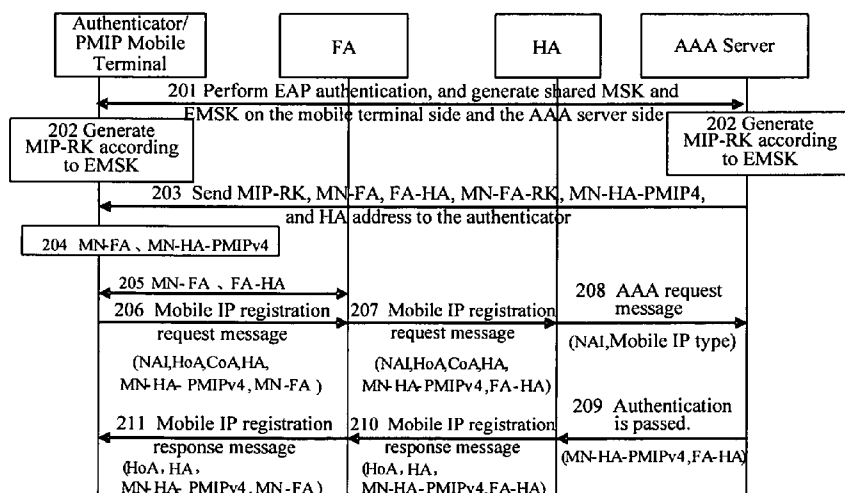 Authenticator/
PMIP Mobile
Terminal
FA
HA
AAA Server
201 Perform EAP authentication, and generate shared MSK and
EMSK on the mobile terminal side and the AAA server side
202 Generate
MIP-RK according
to EMSK
202 Generate
MIP-RK according
to EMSK
203 Send MIP-RK, MN-FA, FA-HA, MN-FA-RK, MN-HA-PMIP4,
and HA address to the authenticator
204 MN-FA、MN-HA-PMIPv4
205 MN-FA、FA-HA
206 Mobile IP registration
request message
(NAI,HoA,CoA,HA,
MN-HA-PMIPv4,MN-FA)
207 Mobile IP registration
request message
(NAI,HoA,CoA,HA,
MN-HA-PMIPv4,FA-HA)
208 AAA request
message
(NAI,Mobile IP type)
209 Authentication
is passed.
(MN-HA-PMIPv4,FA-HA)
210 Mobile IP registration
response message
(HoA, HA,
MN-HA-PMIPv4,FA-HA)
211 Mobile IP registration
response message
(HoA, HA,
MN-HA-PMIPv4,MN-FA)